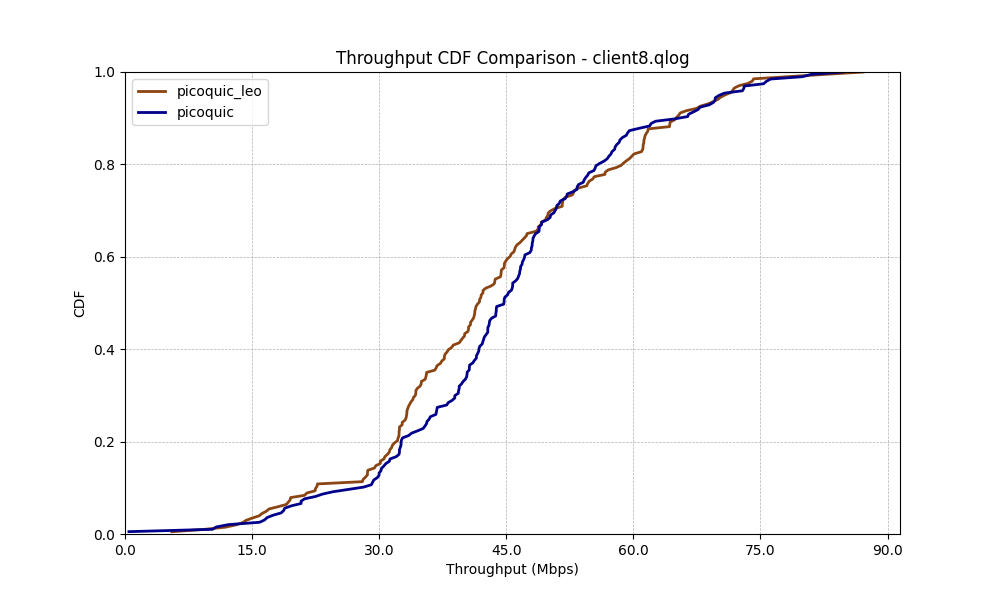 Throughput CDF Comparison - client8.qlog
picoquic_leo
picoquic
CDF
1.0
0.8
0.6
0.4
0.2
0.0
0.0 15.0 30.0 45.0 60.0 75.0 90.0
Throughput (Mbps)